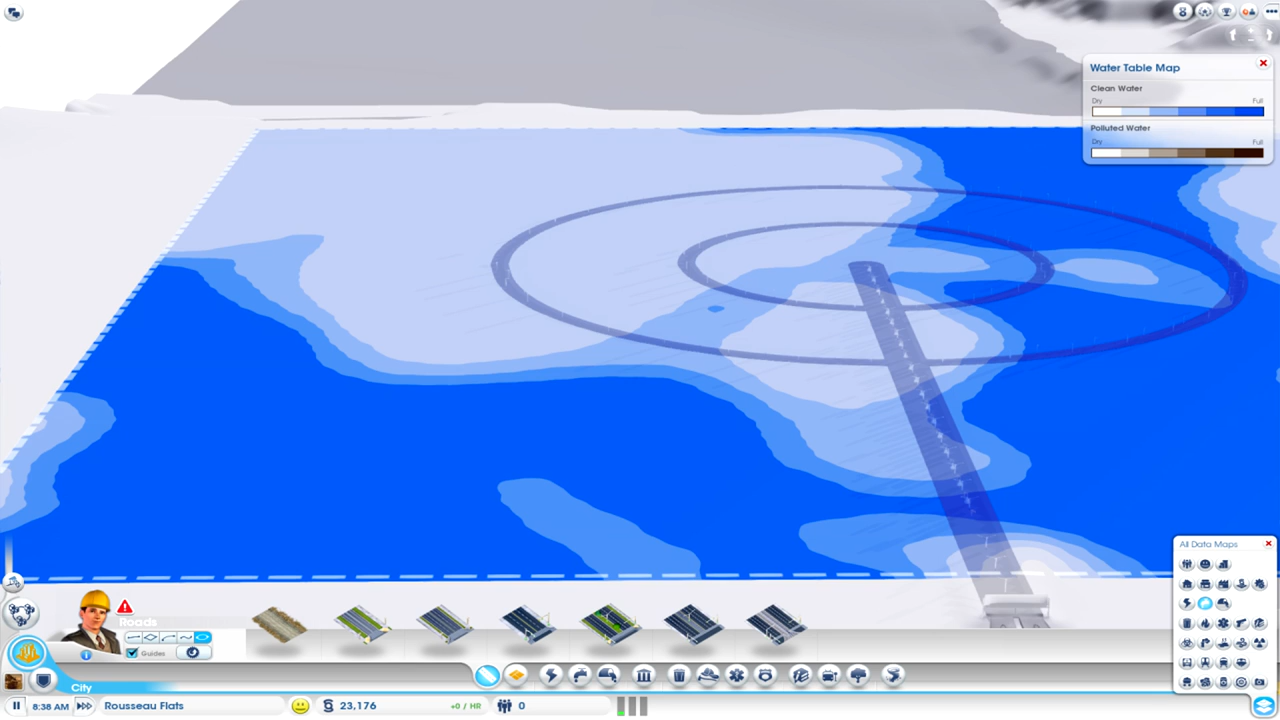 Water Table Map
Clean Water
Dry Full
Polluted Water
Dry Full
All Data Maps
Roads
Guides
City
8:38 AM
Rousseau Flats
23,176
+0 / HR
0